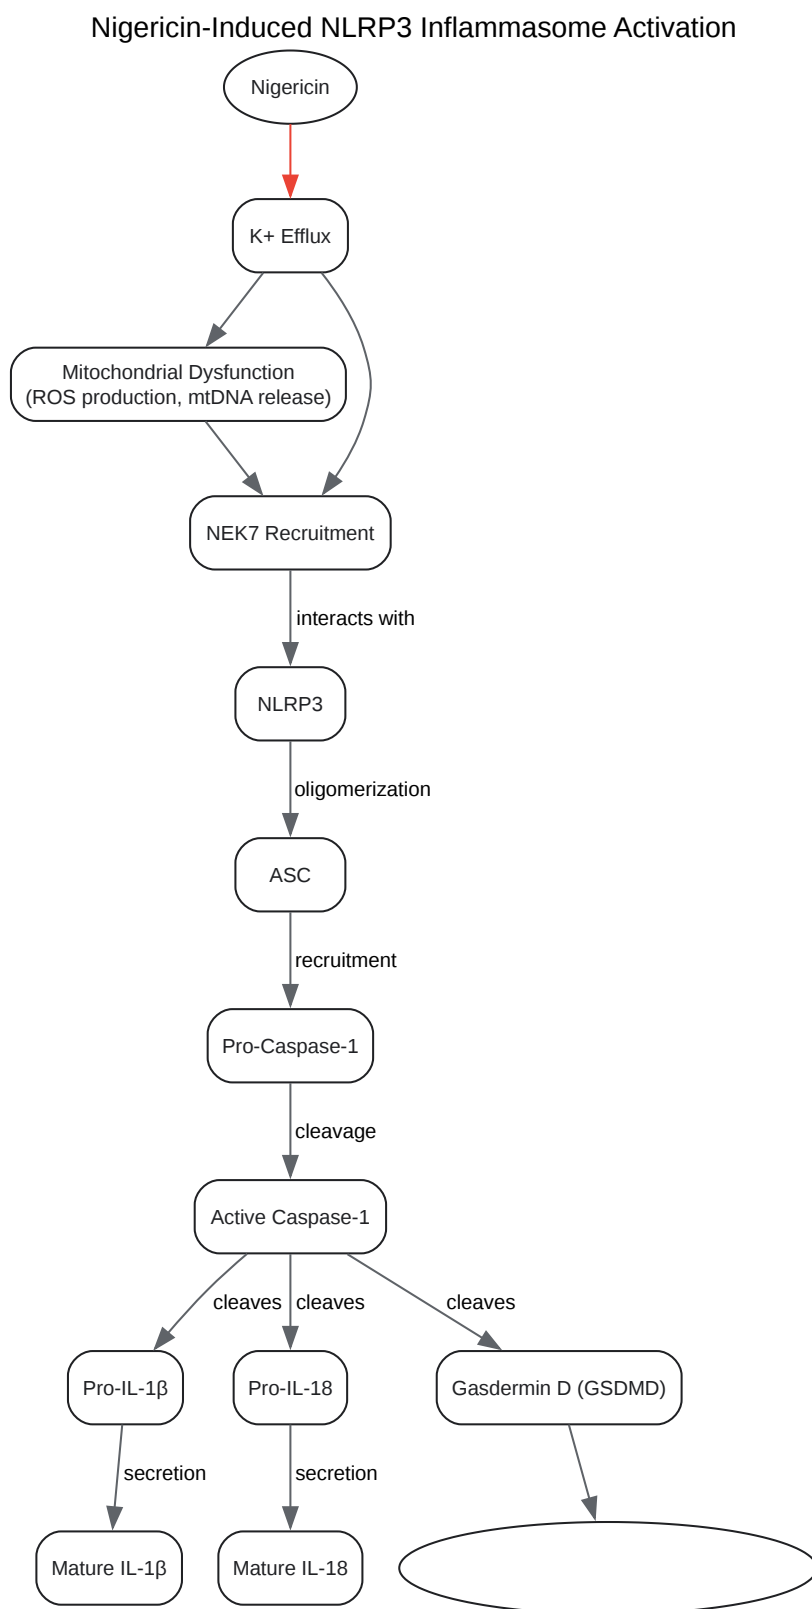 Nigericin-Induced NLRP3 Inflammasome Activation
Nigericin
K+ Efflux
Mitochondrial Dysfunction
(ROS production, mtDNA release)
NEK7 Recruitment
interacts with
NLRP3
oligomerization
ASC
recruitment
Pro-Caspase-1
cleavage
Active Caspase-1
cleaves
cleaves
cleaves
Pro-IL-1β
Pro-IL-18
Gasdermin D (GSDMD)
secretion
secretion
Mature IL-1β
Mature IL-18